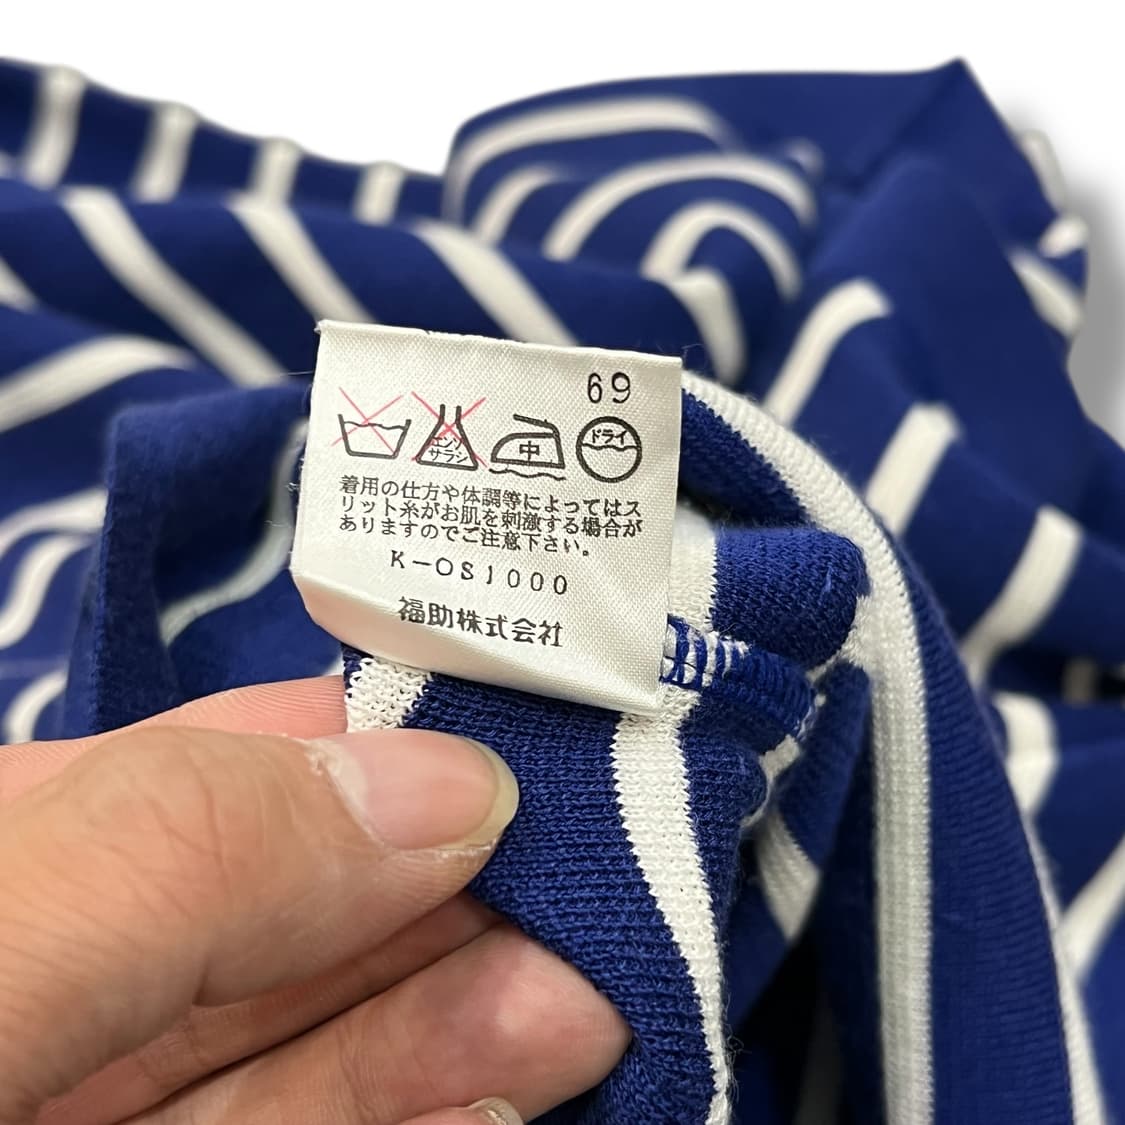 69
エンソ
サラシ
中
ドライ
着用の仕方や体調等によってはス
リット糸がお肌を刺激する場合が
ありますのでご注意下さい。
K-OS1000
福助株式会社